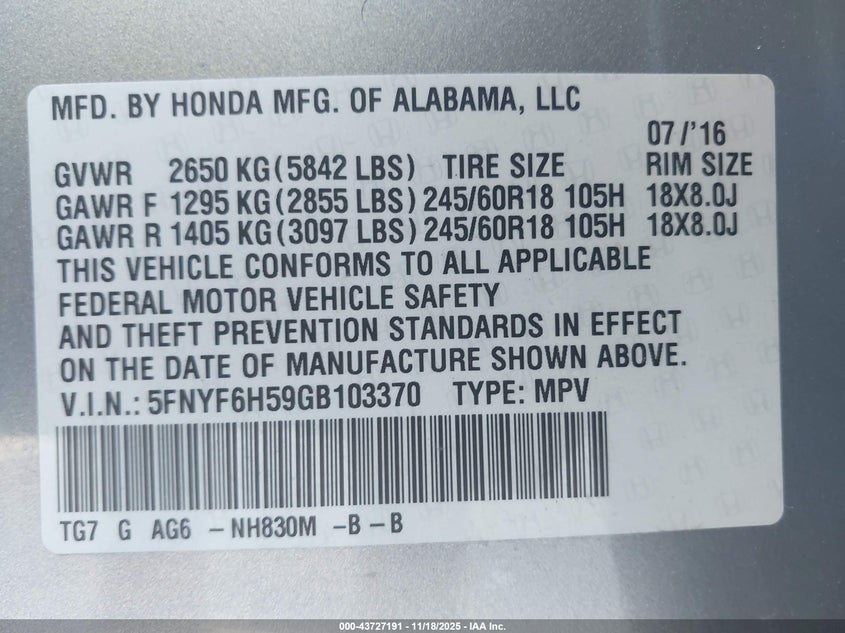 MFD. BY HONDA MFG. OF ALABAMA, LLC
07/'16
GVWR 2650 KG (5842 LBS) TIRE SIZE RIM SIZE
GAWR F 1295 KG (2855 LBS) 245/60R18 105H 18X8.0J
GAWR R 1405 KG (3097 LBS) 245/60R18 105H 18X8.0J
THIS VEHICLE CONFORMS TO ALL APPLICABLE
FEDERAL MOTOR VEHICLE SAFETY
AND THEFT PREVENTION STANDARDS IN EFFECT
ON THE DATE OF MANUFACTURE SHOWN ABOVE.
V.I.N.: 5FNYF6H59GB103370 TYPE: MPV
TG7 G AG6 -NH830M -B-B
000-43727191 - 11/18/2025 - IAA Inc.